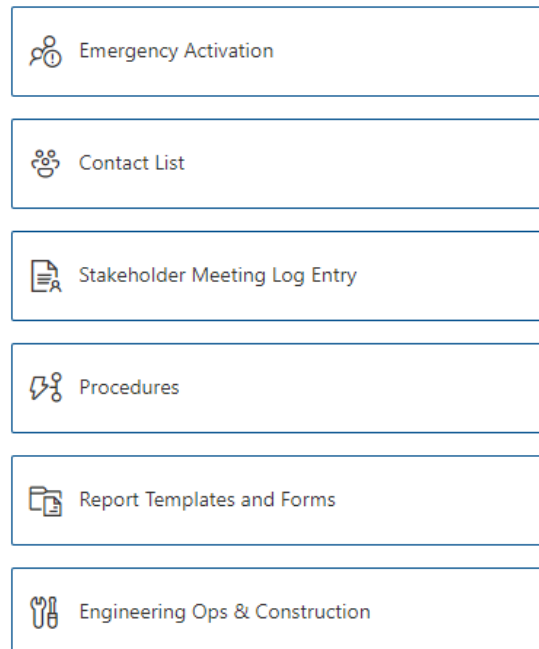 Emergency Activation
Contact List
Stakeholder Meeting Log Entry
Procedures
Report Templates and Forms
Engineering Ops & Construction